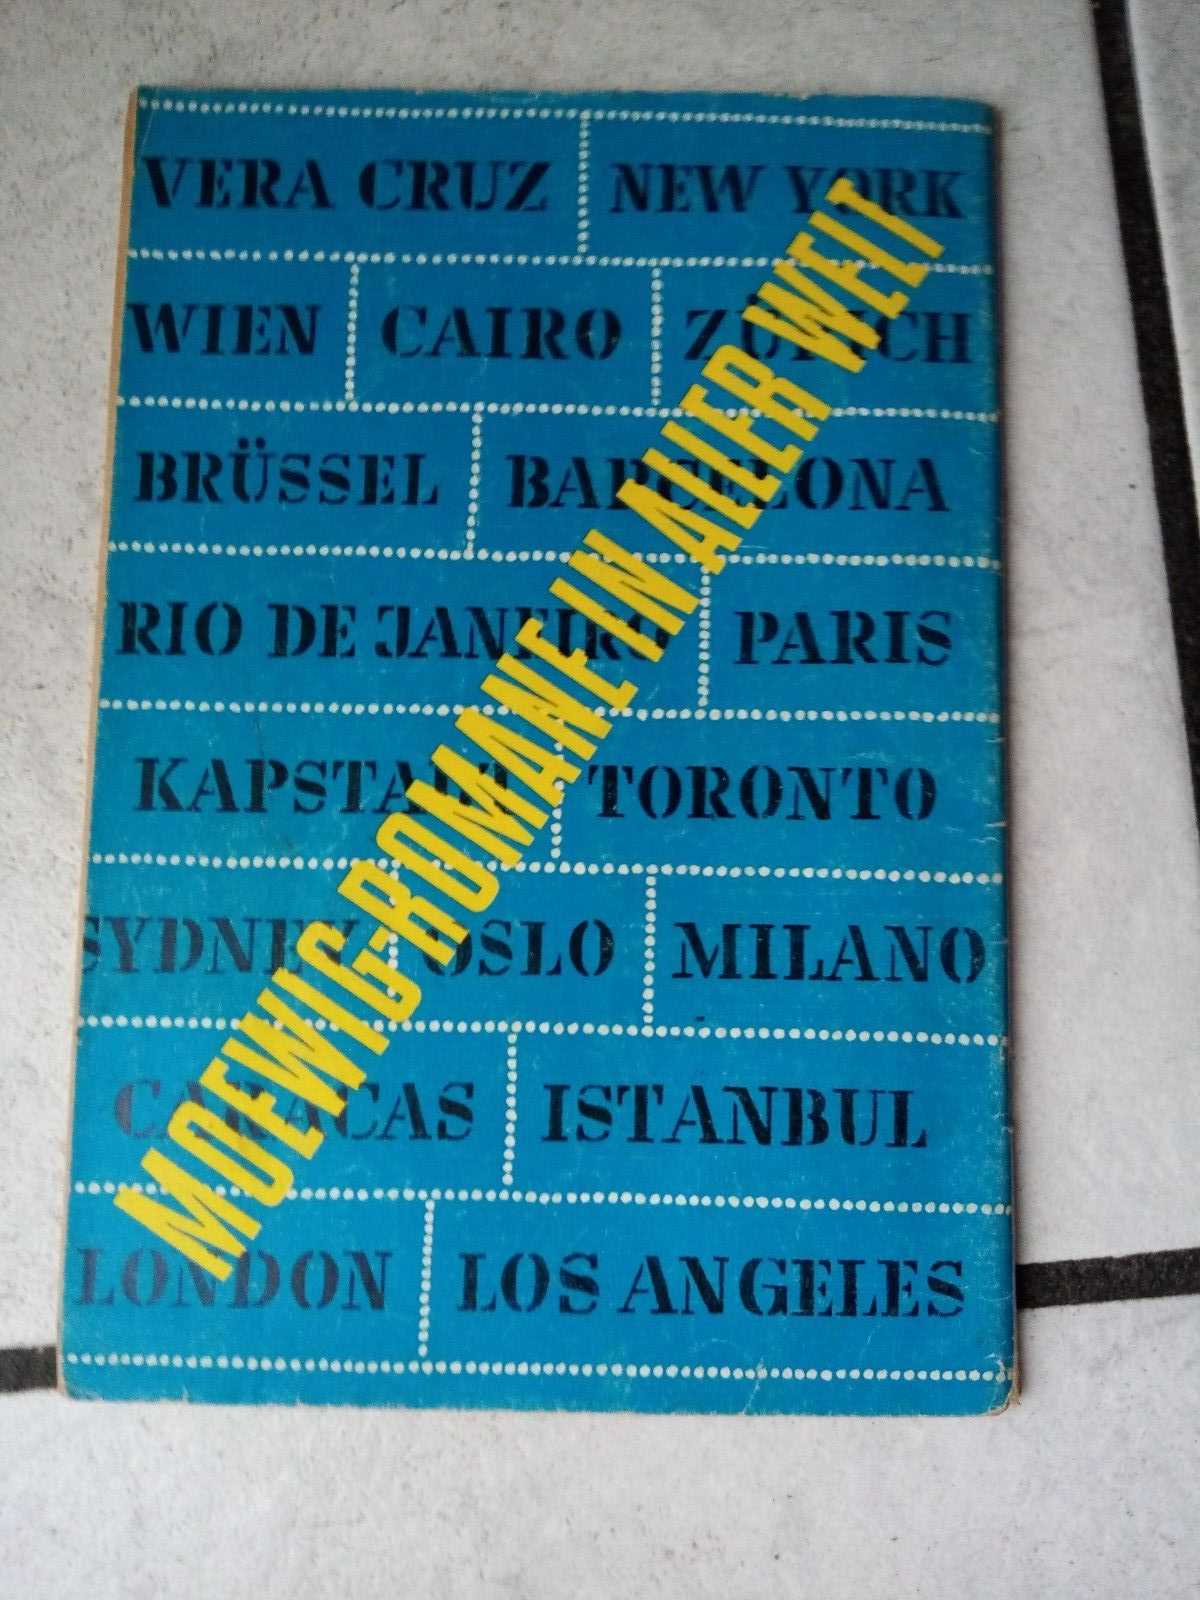 VERA CRUZ NEW YORK
WIEN CAIRO ZÜRICH
BRÜSSEL BARCELONA
RIO DE JANEIRO PARIS
KAPSTADT TORONTO
SYDNEY OSLO MILANO
CARACAS ISTANBUL
LONDON LOS ANGELES
MOEWIG-ROMANE IN ALLER WELT